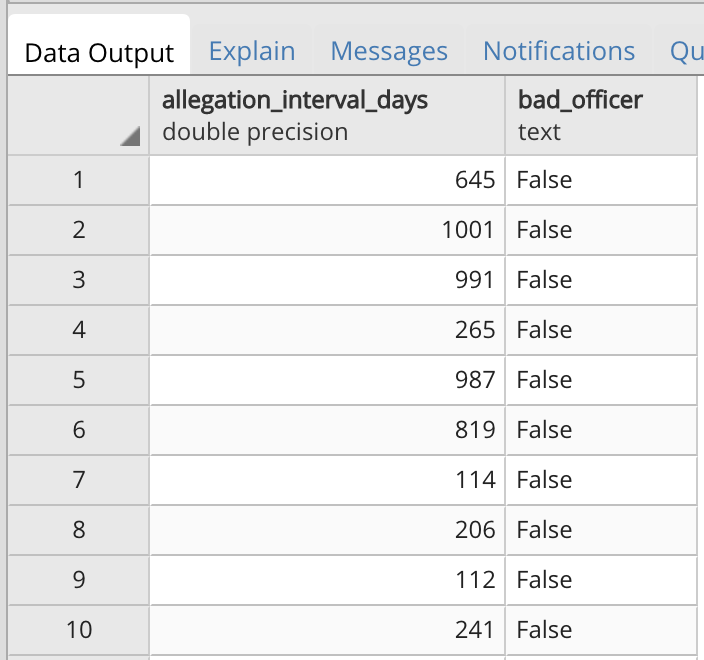 Data Output Explain Messages Notifications Qu
allegation_interval_days bad_officer
double precision text
1 645 False
2 1001 False
3 991 False
4 265 False
5 987 False
6 819 False
7 114 False
8 206 False
9 112 False
10 241 False